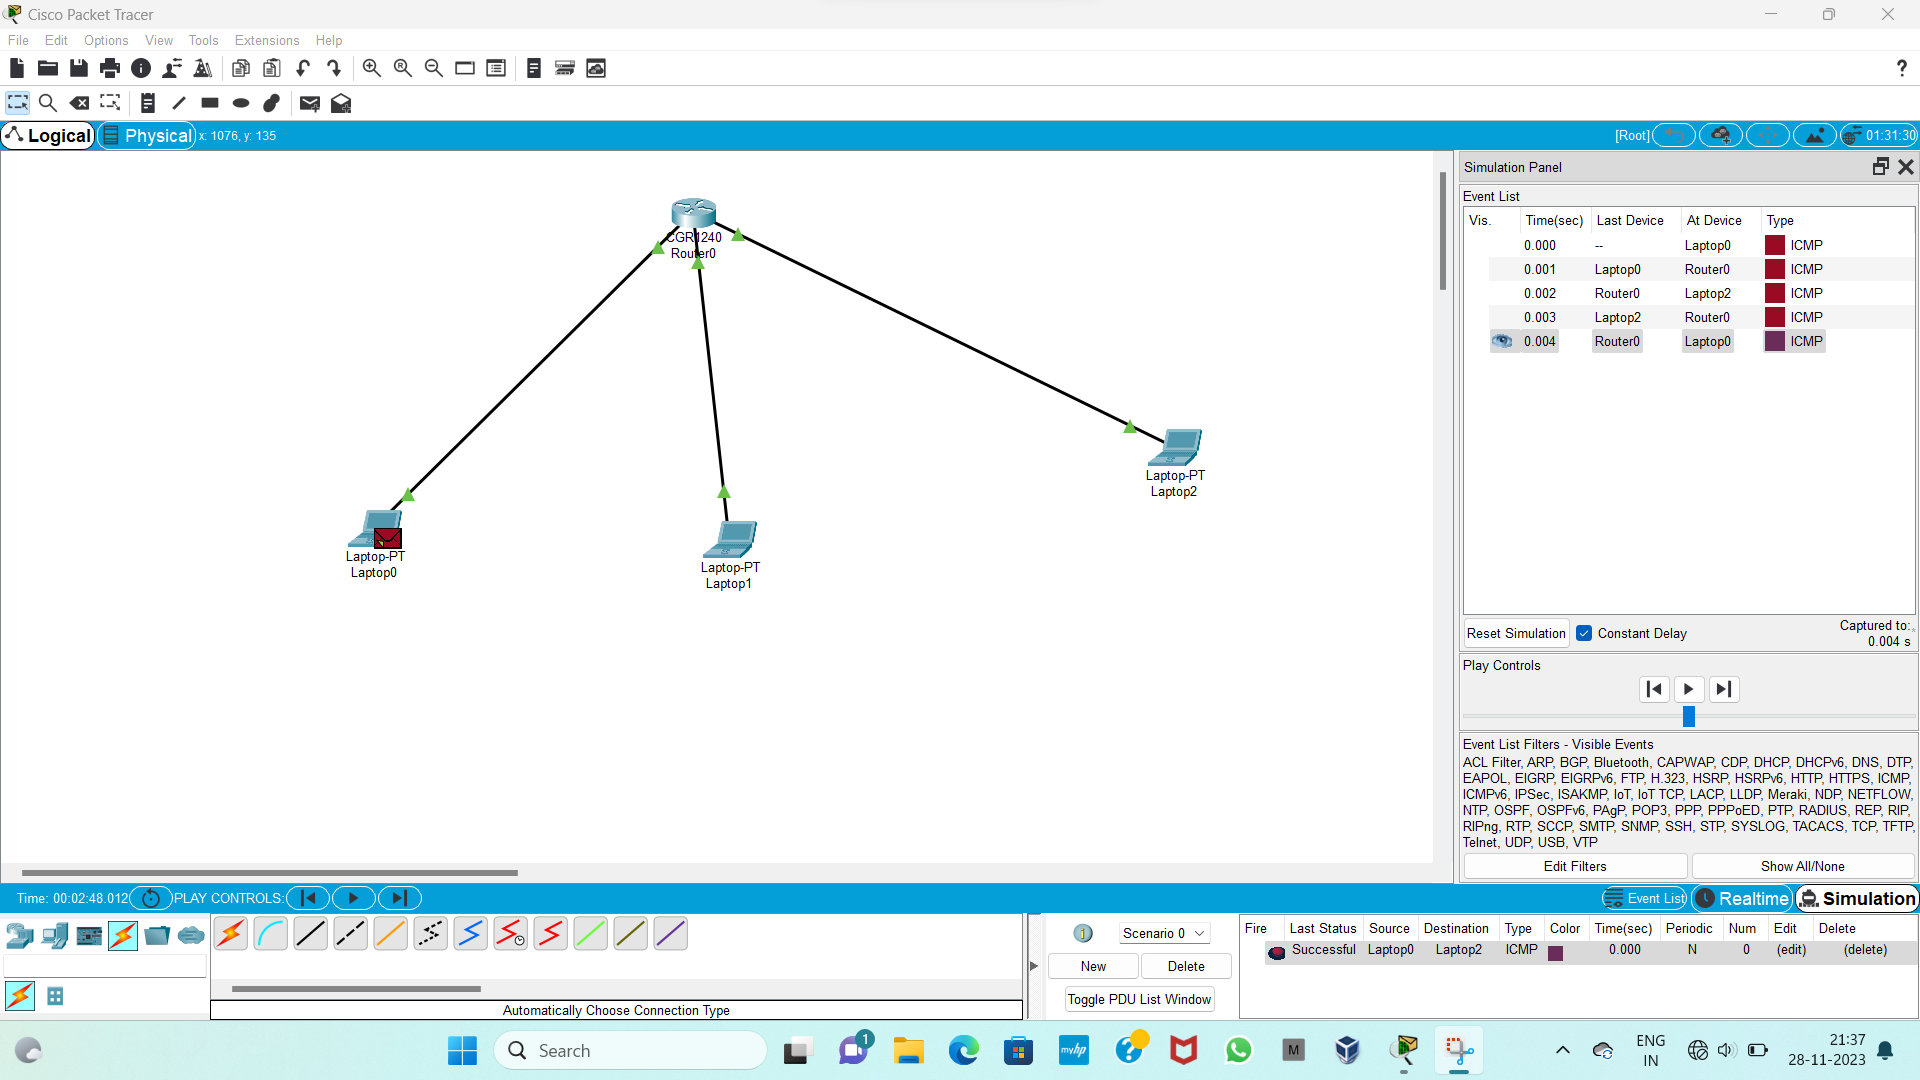 Cisco Packet Tracer
File Edit Options View Tools Extensions Help
?
Logical Physical x: 1076, y: 135 [Root] 01:31:30
CGR1240
Router0
Laptop-PT
Laptop2
Laptop-PT
Laptop0
Laptop-PT
Laptop1
Simulation Panel
Event List
Vis. Time(sec) Last Device At Device Type
0.000 -- Laptop0 ICMP
0.001 Laptop0 Router0 ICMP
0.002 Router0 Laptop2 ICMP
0.003 Laptop2 Router0 ICMP
0.004 Router0 Laptop0 ICMP
Reset Simulation Constant Delay Captured to:
0.004 s
Play Controls
Event List Filters - Visible Events
ACL Filter, ARP, BGP, Bluetooth, CAPWAP, CDP, DHCP, DHCPv6, DNS, DTP,
EAPOL, EIGRP, EIGRPv6, FTP, H.323, HSRP, HSRPv6, HTTP, HTTPS, ICMP,
ICMPv6, IPSec, ISAKMP, IoT, IoT TCP, LACP, LLDP, Meraki, NDP, NETFLOW,
NTP, OSPF, OSPFv6, PAgP, POP3, PPP, PPPoED, PTP, RADIUS, REP, RIP,
RIPng, RTP, SCCP, SMTP, SNMP, SSH, STP, SYSLOG, TACACS, TCP, TFTP,
Telnet, UDP, USB, VTP
Edit Filters Show All/None
Time: 00:02:48.012 PLAY CONTROLS: Event List Realtime Simulation
Automatically Choose Connection Type
1 Scenario 0
New Delete
Toggle PDU List Window
Fire Last Status Source Destination Type Color Time(sec) Periodic Num Edit Delete
Successful Laptop0 Laptop2 ICMP 0.000 N 0 (edit) (delete)
Search 1 myhp ? M
ENG
IN
21:37
28-11-2023